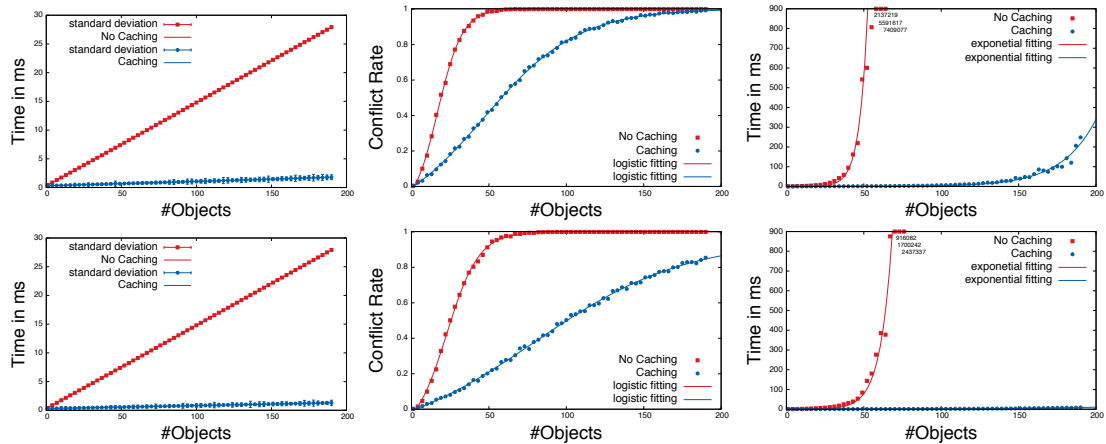 Time in ms
30
25
20
15
10
5
0
0 50 100 150 200
#Objects
standard deviation
No Caching
standard deviation
Caching
Conflict Rate
1
0.8
0.6
0.4
0.2
0
0 50 100 150 200
#Objects
No Caching
Caching
logistic fitting
logistic fitting
Time in ms
900
800
700
600
500
400
300
200
100
0
0 50 100 150 200
#Objects
2137219
5591617
7409077
No Caching
Caching
exponetial fitting
exponential fitting
Time in ms
30
25
20
15
10
5
0
0 50 100 150 200
#Objects
standard deviation
No Caching
standard deviation
Caching
Conflict Rate
1
0.8
0.6
0.4
0.2
0
0 50 100 150 200
#Objects
No Caching
Caching
logistic fitting
logistic fitting
Time in ms
900
800
700
600
500
400
300
200
100
0
0 50 100 150 200
#Objects
916082
1700242
2437337
No Caching
Caching
exponetial fitting
exponential fitting